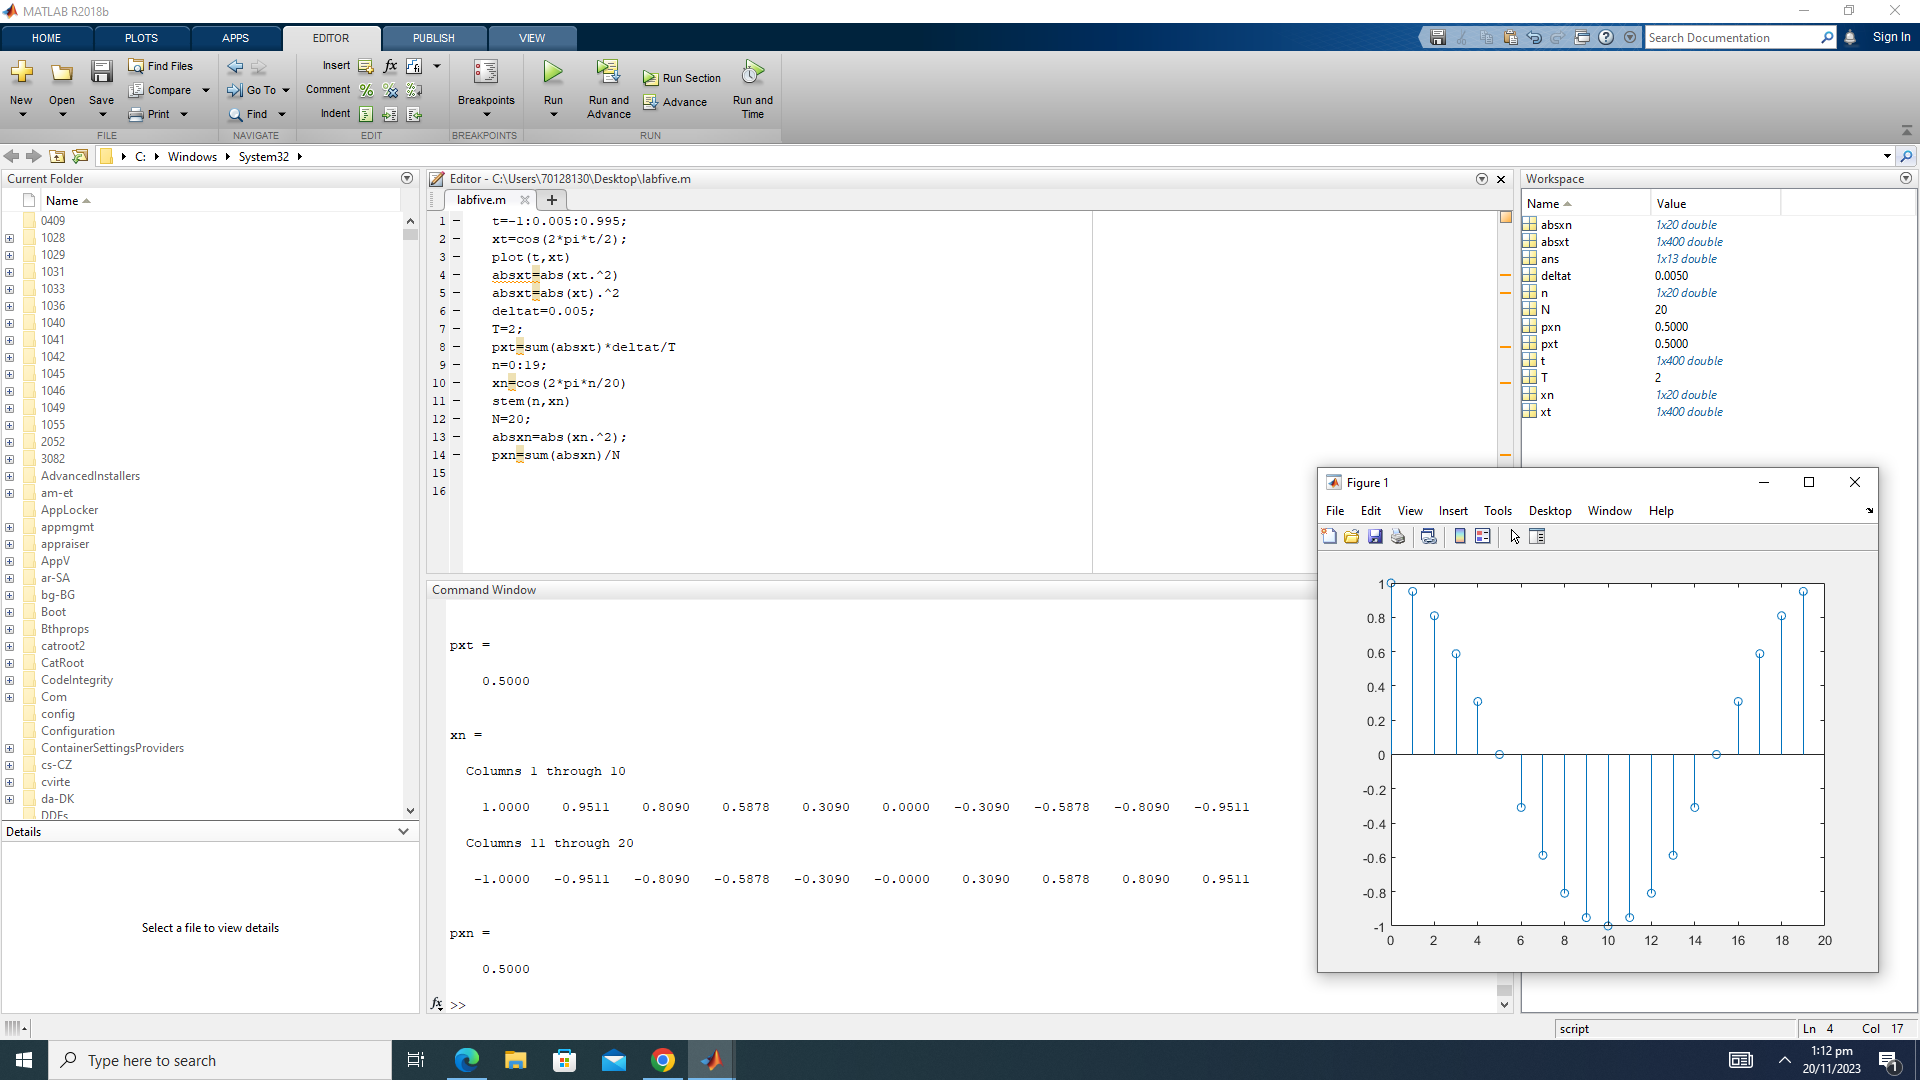 MATLAB R2018b
HOME PLOTS APPS EDITOR PUBLISH VIEW
Search Documentation
Sign In
New
Open
Save
Find Files
Compare
Print
FILE
Go To
Find
NAVIGATE
Insert
fx
Comment
Indent
EDIT
Breakpoints
BREAKPOINTS
Run
Run and Advance
Run Section
Advance
Run and Time
RUN
C: Windows System32
Current Folder
Name
0409
1028
1029
1031
1033
1036
1040
1041
1042
1045
1046
1049
1055
2052
3082
AdvancedInstallers
am-et
AppLocker
appmgmt
appraiser
AppV
ar-SA
bg-BG
Boot
Bthprops
catroot2
CatRoot
CodeIntegrity
Com
config
Configuration
ContainerSettingsProviders
cs-CZ
cvirte
da-DK
DDFs
Details
Select a file to view details
Editor - C:\Users\70128130\Desktop\labfive.m
labfive.m
1 t=-1:0.005:0.995;
2 xt=cos(2*pi*t/2);
3 plot(t,xt)
4 absxt=abs(xt.^2)
5 absxt=abs(xt).^2
6 deltat=0.005;
7 T=2;
8 pxt=sum(absxt)*deltat/T
9 n=0:19;
10 xn=cos(2*pi*n/20)
11 stem(n,xn)
12 N=20;
13 absxn=abs(xn.^2);
14 pxn=sum(absxn)/N
15
16
Command Window
pxt =
0.5000
xn =
Columns 1 through 10
1.0000 0.9511 0.8090 0.5878 0.3090 0.0000 -0.3090 -0.5878 -0.8090 -0.9511
Columns 11 through 20
-1.0000 -0.9511 -0.8090 -0.5878 -0.3090 -0.0000 0.3090 0.5878 0.8090 0.9511
pxn =
0.5000
fx >>
Workspace
Name Value
absxn 1x20 double
absxt 1x400 double
ans 1x13 double
deltat 0.0050
n 1x20 double
N 20
pxn 0.5000
pxt 0.5000
t 1x400 double
T 2
xn 1x20 double
xt 1x400 double
Figure 1
File Edit View Insert Tools Desktop Window Help
1
0.8
0.6
0.4
0.2
0
-0.2
-0.4
-0.6
-0.8
-1
0 2 4 6 8 10 12 14 16 18 20
script
Ln 4 Col 17
Type here to search
1:12 pm
20/11/2023
1